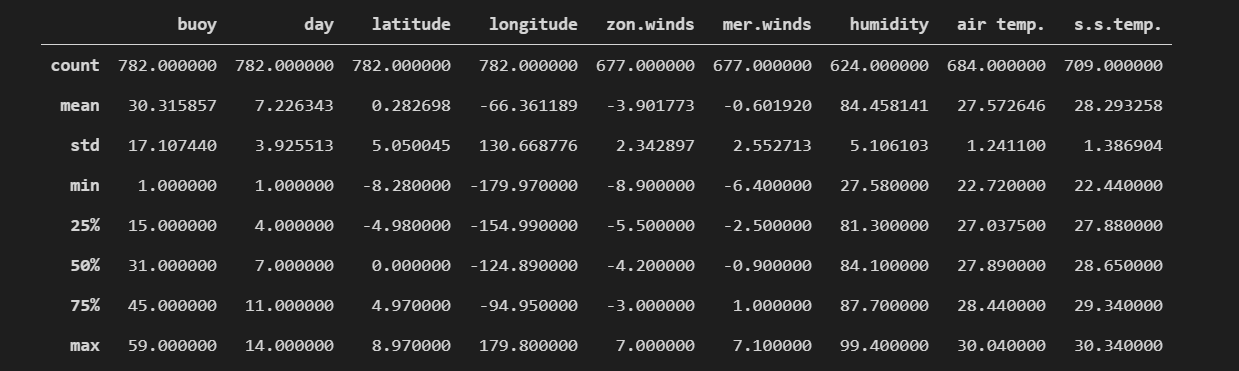 buoy day latitude longitude zon.winds mer.winds humidity air temp. s.s.temp.
count 782.000000 782.000000 782.000000 782.000000 677.000000 677.000000 624.000000 684.000000 709.000000
mean 30.315857 7.226343 0.282698 -66.361189 -3.901773 -0.601920 84.458141 27.572646 28.293258
std 17.107440 3.925513 5.050045 130.668776 2.342897 2.552713 5.106103 1.241100 1.386904
min 1.000000 1.000000 -8.280000 -179.970000 -8.900000 -6.400000 27.580000 22.720000 22.440000
25% 15.000000 4.000000 -4.980000 -154.990000 -5.500000 -2.500000 81.300000 27.037500 27.880000
50% 31.000000 7.000000 0.000000 -124.890000 -4.200000 -0.900000 84.100000 27.890000 28.650000
75% 45.000000 11.000000 4.970000 -94.950000 -3.000000 1.000000 87.700000 28.440000 29.340000
max 59.000000 14.000000 8.970000 179.800000 7.000000 7.100000 99.400000 30.040000 30.340000